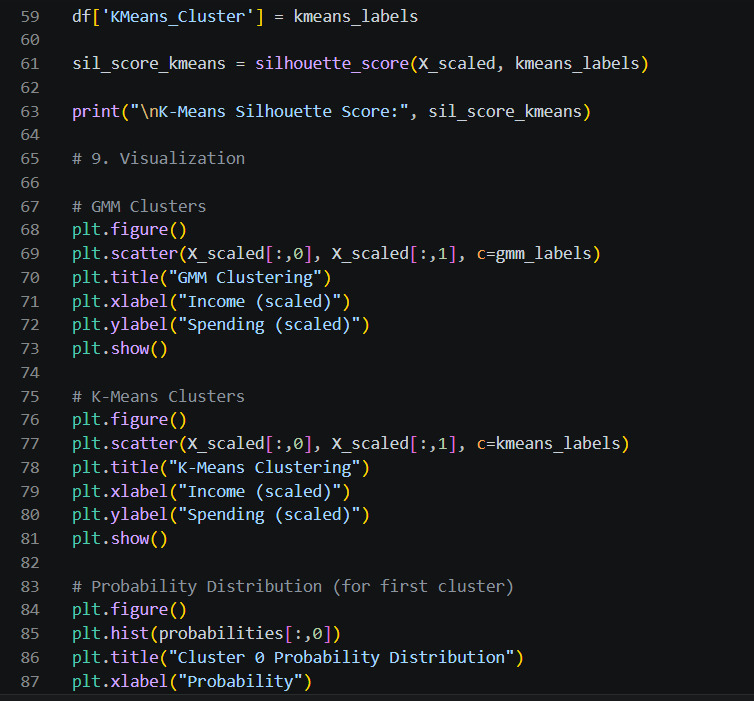 59 df['KMeans_Cluster'] = kmeans_labels
60
61 sil_score_kmeans = silhouette_score(X_scaled, kmeans_labels)
62
63 print("\nK-Means Silhouette Score:", sil_score_kmeans)
64
65 # 9. Visualization
66
67 # GMM Clusters
68 plt.figure()
69 plt.scatter(X_scaled[:,0], X_scaled[:,1], c=gmm_labels)
70 plt.title("GMM Clustering")
71 plt.xlabel("Income (scaled)")
72 plt.ylabel("Spending (scaled)")
73 plt.show()
74
75 # K-Means Clusters
76 plt.figure()
77 plt.scatter(X_scaled[:,0], X_scaled[:,1], c=kmeans_labels)
78 plt.title("K-Means Clustering")
79 plt.xlabel("Income (scaled)")
80 plt.ylabel("Spending (scaled)")
81 plt.show()
82
83 # Probability Distribution (for first cluster)
84 plt.figure()
85 plt.hist(probabilities[:,0])
86 plt.title("Cluster 0 Probability Distribution")
87 plt.xlabel("Probability")